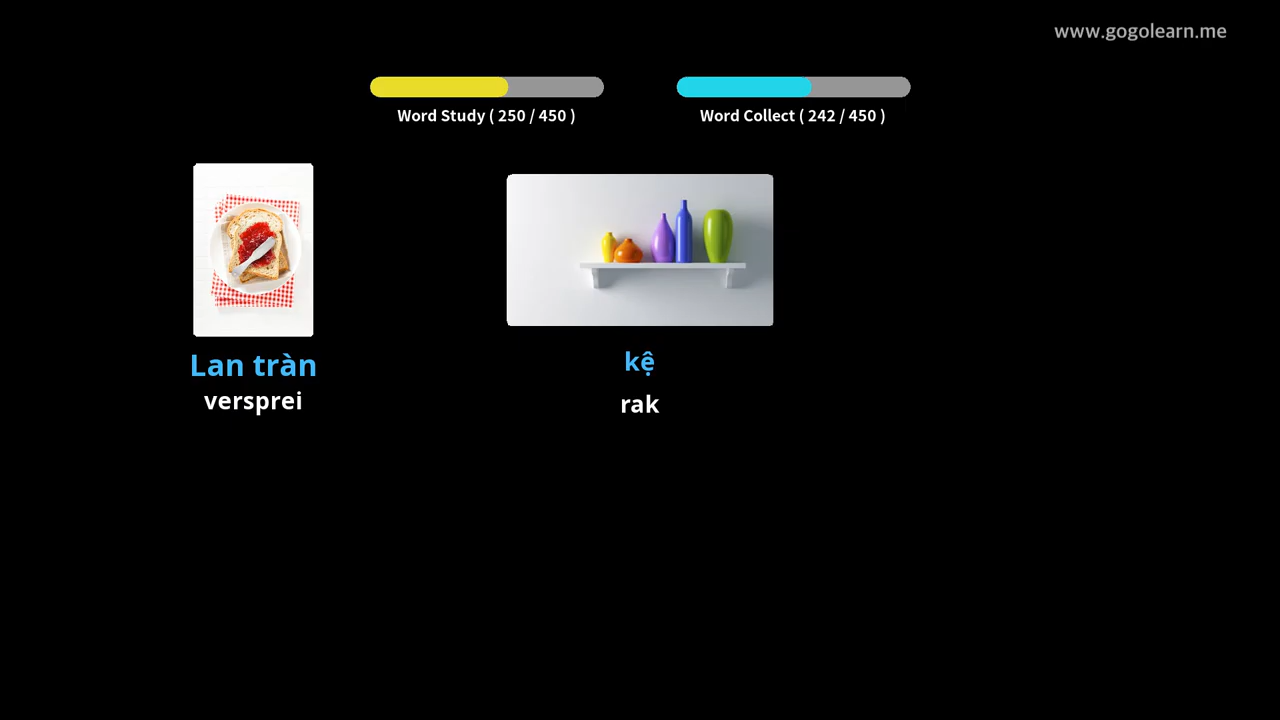 www.gogolearn.me
Word Study ( 250 / 450 )
Word Collect ( 242 / 450 )
Lan tràn
versprei
kệ
rak